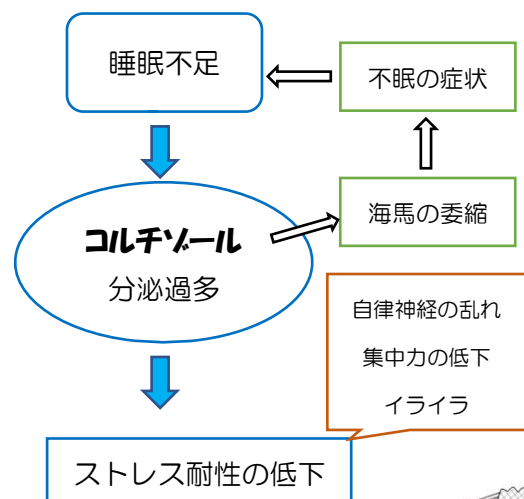 睡眠不足
不眠の症状
海馬の委縮
コルチゾール
分泌過多
自律神経の乱れ
集中力の低下
イライラ
ストレス耐性の低下